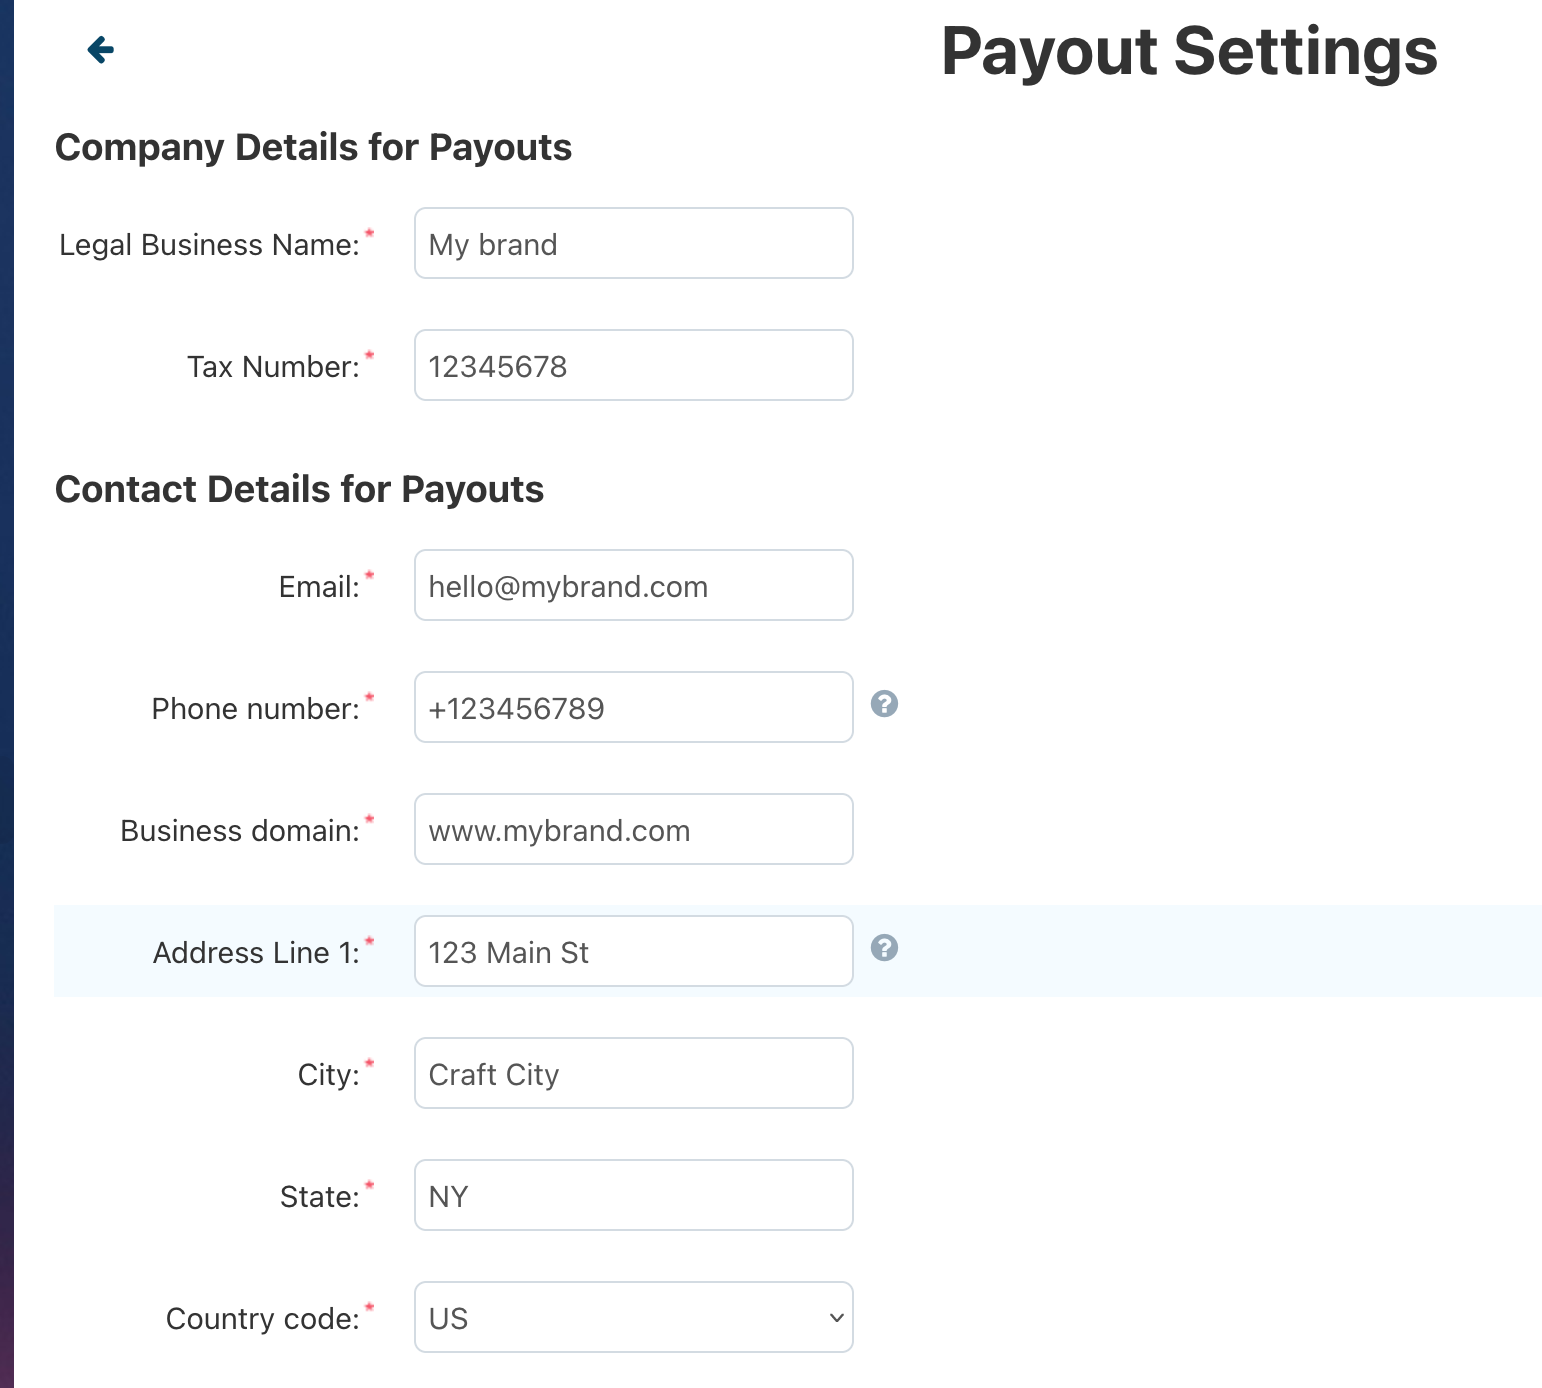 Payout Settings
Company Details for Payouts
Legal Business Name:*
My brand
Tax Number:*
12345678
Contact Details for Payouts
Email:*
hello@mybrand.com
Phone number:*
+123456789
?
Business domain:*
www.mybrand.com
Address Line 1:*
123 Main St
?
City:*
Craft City
State:*
NY
Country code:*
US